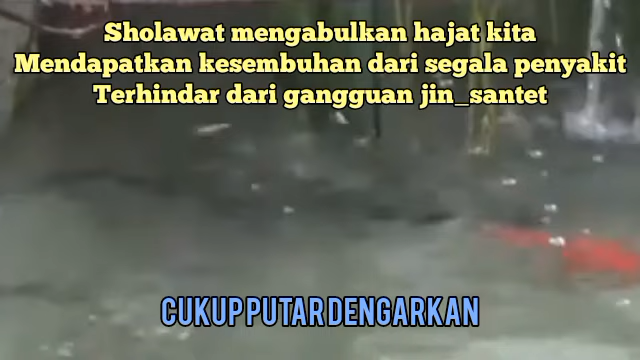 Sholawat mengabulkan hajat kita
Mendapatkan kesembuhan dari segala penyakit
Terhindar dari gangguan jin_santet
CUKUP PUTAR DENGARKAN